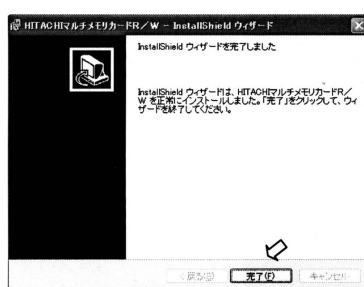 HITACHIマルチメモリカードR／W - InstallShield ウィザード
InstallShield ウィザードを完了しました
InstallShield ウィザードは、HITACHIマルチメモリカードR／
W を正常にインストールしました。「完了」をクリックして、ウィ
ザードを終了してください。
< 戻る(B)
完了(F)
キャンセル